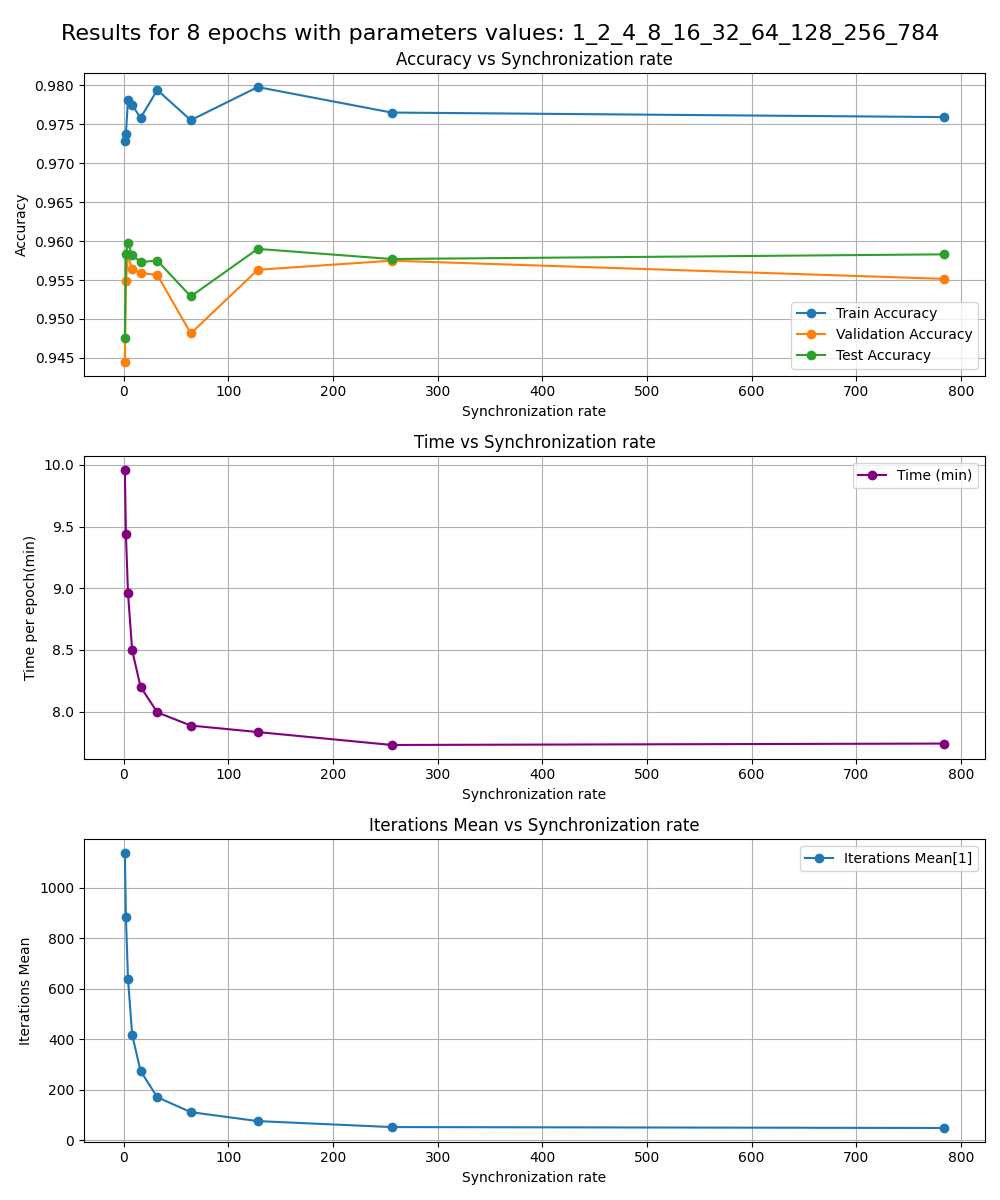 Results for 8 epochs with parameters values: 1_2_4_8_16_32_64_128_256_784
Accuracy vs Synchronization rate
0.980
0.975
0.970
0.965
0.960
0.955
0.950
0.945
Accuracy
Train Accuracy
Validation Accuracy
Test Accuracy
0 100 200 300 400 500 600 700 800
Synchronization rate
Time vs Synchronization rate
10.0
9.5
9.0
8.5
8.0
Time per epoch(min)
Time (min)
0 100 200 300 400 500 600 700 800
Synchronization rate
Iterations Mean vs Synchronization rate
1000
800
600
400
200
0
Iterations Mean
Iterations Mean[1]
0 100 200 300 400 500 600 700 800
Synchronization rate